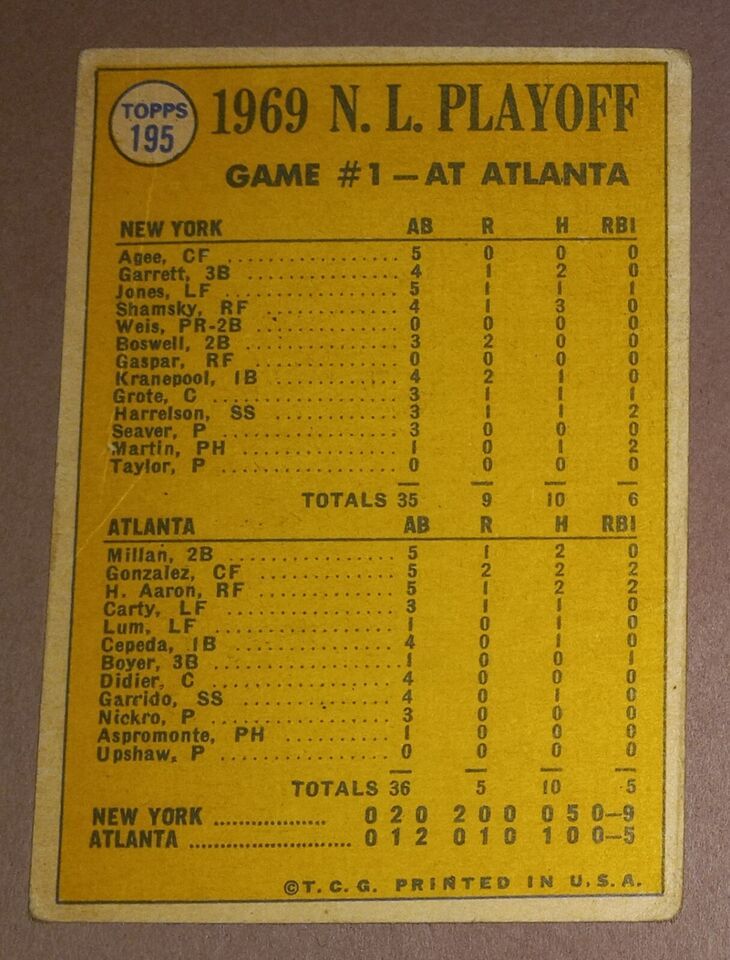 TOPPS
195
1969 N. L. PLAYOFF
GAME #1 — AT ATLANTA
NEW YORK AB R H RBI
Agee, CF .................. 5 0 0 0
Garrett, 3B .................. 4 1 2 0
Jones, LF .................. 5 1 1 1
Shamsky, RF .................. 4 1 3 0
Weis, PR-2B .................. 0 0 0 0
Boswell, 2B .................. 3 2 0 0
Gaspar, RF .................. 0 0 0 0
Kranepool, 1B .................. 4 2 1 0
Grote, C .................. 3 1 1 1
Harrelson, SS .................. 3 1 1 2
Seaver, P .................. 3 0 0 0
Martin, PH .................. 1 0 1 2
Taylor, P .................. 0 0 0 0
TOTALS 35 9 10 6
ATLANTA AB R H RBI
Millan, 2B .................. 5 1 2 0
Gonzalez, CF .................. 5 2 2 2
H. Aaron, RF .................. 5 1 2 2
Carty, LF .................. 3 1 1 0
Lum, LF .................. 1 0 1 0
Cepeda, 1B .................. 4 0 1 0
Boyer, 3B .................. 1 0 0 1
Didier, C .................. 4 0 0 0
Garrido, SS .................. 4 0 1 0
Nickro, P .................. 3 0 0 0
Aspromonte, PH .................. 1 0 0 0
Upshaw, P .................. 0 0 0 0
TOTALS 36 5 10 5
NEW YORK .................. 0 2 0 2 0 0 0 5 0—9
ATLANTA .................. 0 1 2 0 1 0 1 0 0—5
©T. C. G. PRINTED IN U. S. A.